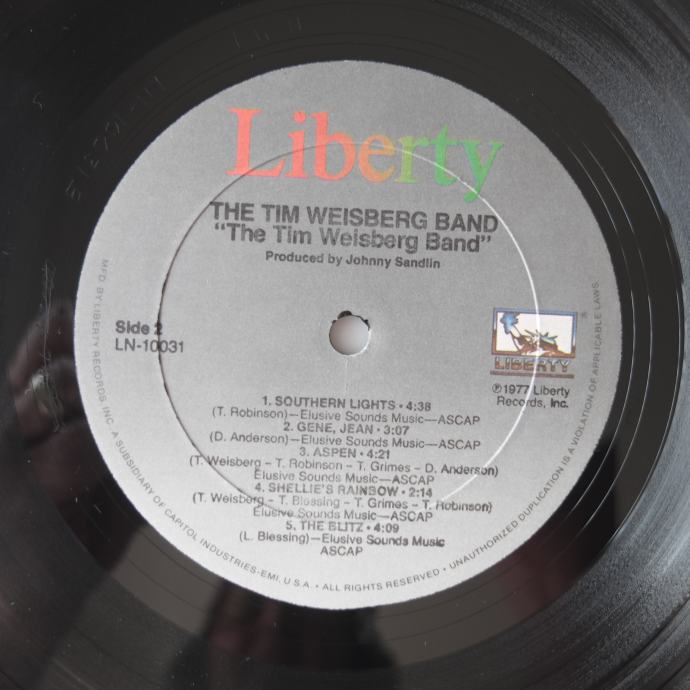 Liberty
THE TIM WEISBERG BAND
“The Tim Weisberg Band”
Produced by Johnny Sandlin
Side 2
LN-10031
LIBERTY
℗1977 Liberty
Records, Inc.
1. SOUTHERN LIGHTS • 4:38
(T. Robinson)—Elusive Sounds Music—ASCAP
2. GENE, JEAN • 3:07
(D. Anderson)—Elusive Sounds Music—ASCAP
3. ASPEN • 4:21
(T. Weisberg – T. Robinson – T. Grimes – D. Anderson)
Elusive Sounds Music—ASCAP
4. SHELLIE'S RAINBOW • 2:14
(T. Weisberg – T. Blessing – T. Grimes – T. Robinson)
Elusive Sounds Music—ASCAP
5. THE BLITZ • 4:09
(L. Blessing)—Elusive Sounds Music
ASCAP
MFD. BY LIBERTY RECORDS, INC. • A SUBSIDIARY OF CAPITOL INDUSTRIES-EMI, U.S.A. • ALL RIGHTS RESERVED • UNAUTHORIZED DUPLICATION IS A VIOLATION OF APPLICABLE LAWS.